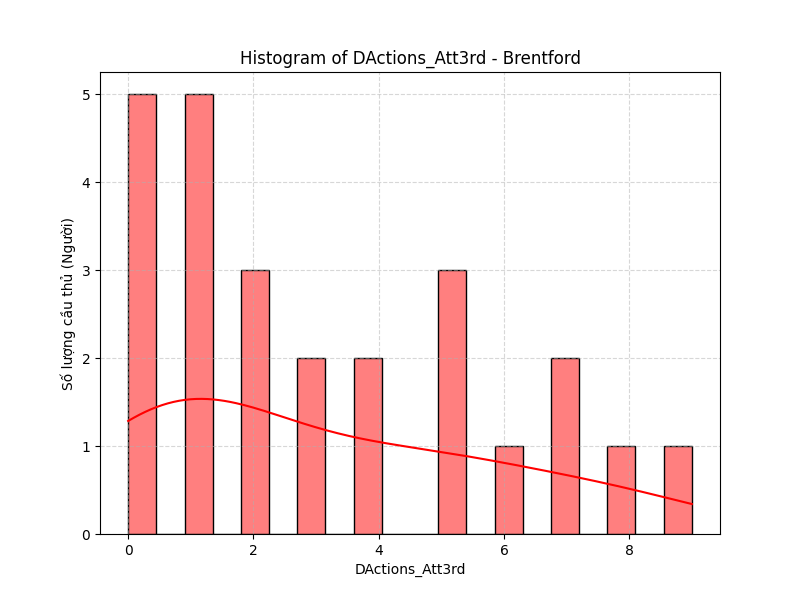 Histogram of DActions_Att3rd - Brentford
Số lượng cầu thủ (Người)
5
4
3
2
1
0
0 2 4 6 8
DActions_Att3rd